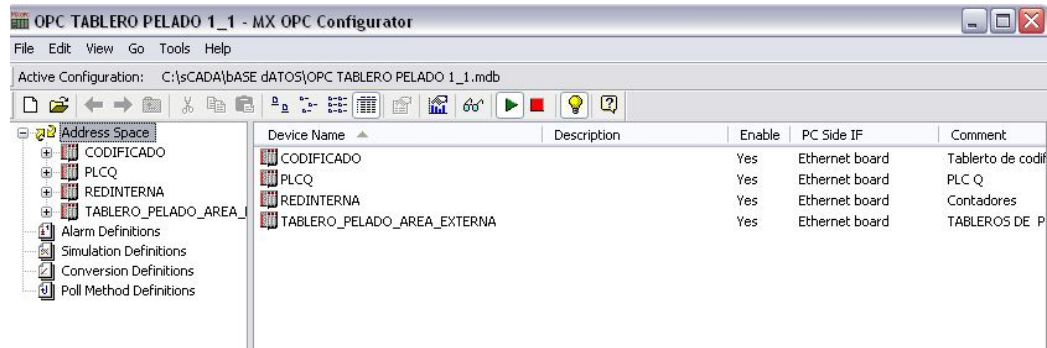 OPC TABLERO PELADO 1_1 - MX OPC Configurator
File Edit View Go Tools Help
Active Configuration: C:\sCADA\bASE dATOS\OPC TABLERO PELADO 1_1.mdb
Address Space
CODIFICADO
PLCQ
REDINTERNA
TABLERO_PELADO_AREA_
Alarm Definitions
Simulation Definitions
Conversion Definitions
Poll Method Definitions
Device Name Description Enable PC Side IF Comment
CODIFICADO Yes Ethernet board Tablerto de codif
PLCQ Yes Ethernet board PLC Q
REDINTERNA Yes Ethernet board Contadores
TABLERO_PELADO_AREA_EXTERNA Yes Ethernet board TABLEROS DE P